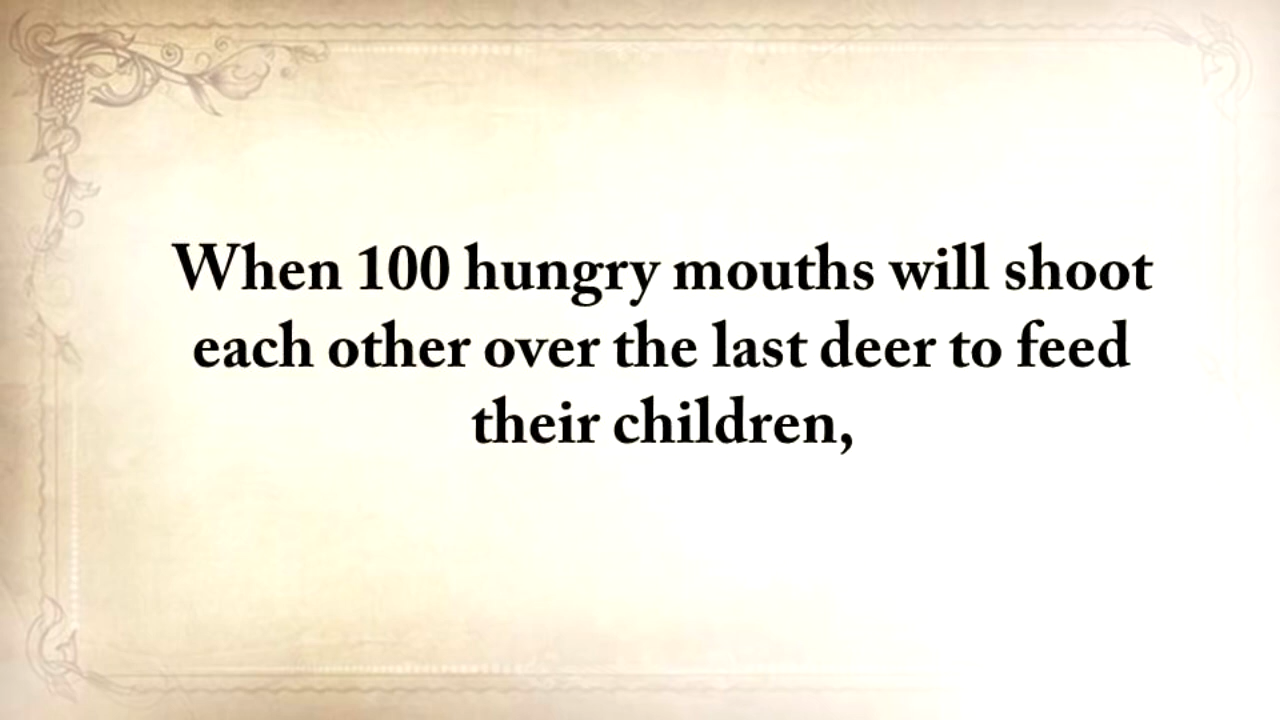 When 100 hungry mouths will shoot
each other over the last deer to feed
their children,